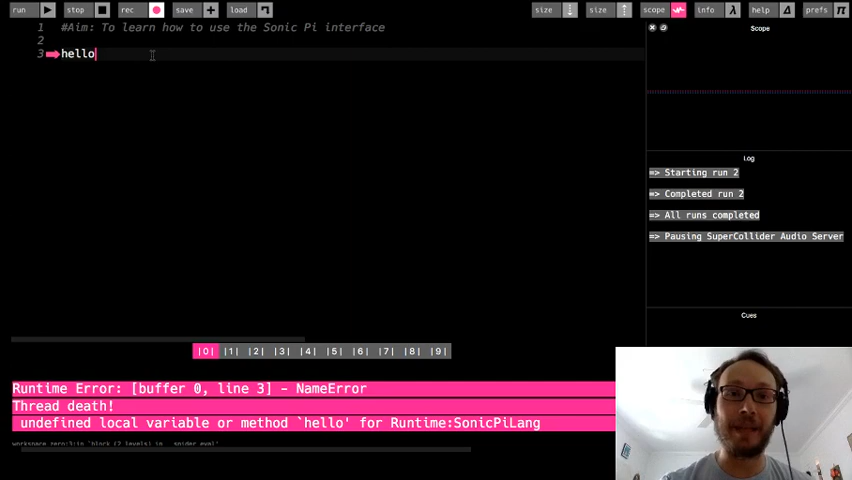 run stop rec save load size size scope info help prefs
1 #Aim: To learn how to use the Sonic Pi interface
2
3 hello
Scope
Log
=> Starting run 2
=> Completed run 2
=> All runs completed
=> Pausing SuperCollider Audio Server
Cues
|0| |1| |2| |3| |4| |5| |6| |7| |8| |9|
Runtime Error: [buffer 0, line 3] - NameError
Thread death!
undefined local variable or method `hello' for Runtime:SonicPiLang